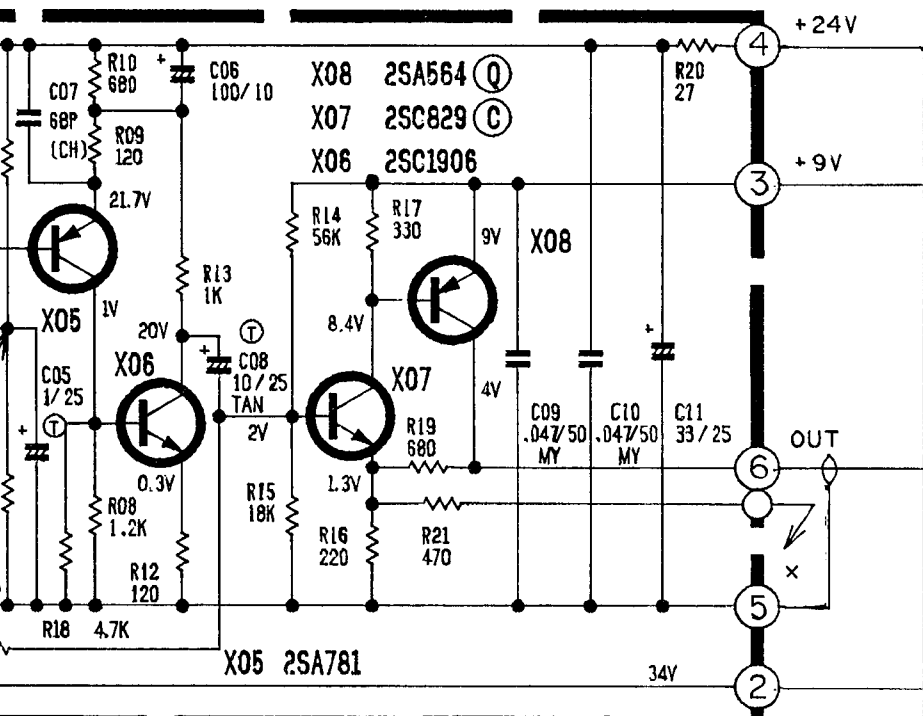 +24V
4
R10
680
+
C06
100/10
X08 2SA564 Q
R20
27
C07
68P
(CH)
R09
120
X07 2SC829 C
X06 2SC1906
+9V
3
21.7V
R14
56K
R17
330
9V
X08
R13
1K
1V
X05
20V
T
8.4V
+
X06
+
C08
10/25
TAN
2V
X07
4V
C05
1/25
T
+
R19
680
C09
.047/50
MY
C10
.047/50
MY
C11
33/25
OUT
6
0.3V
R15
18K
1.3V
R08
1.2K
R16
220
R21
470
R12
120
×
5
R18 4.7K
X05 2SA781
34V
2